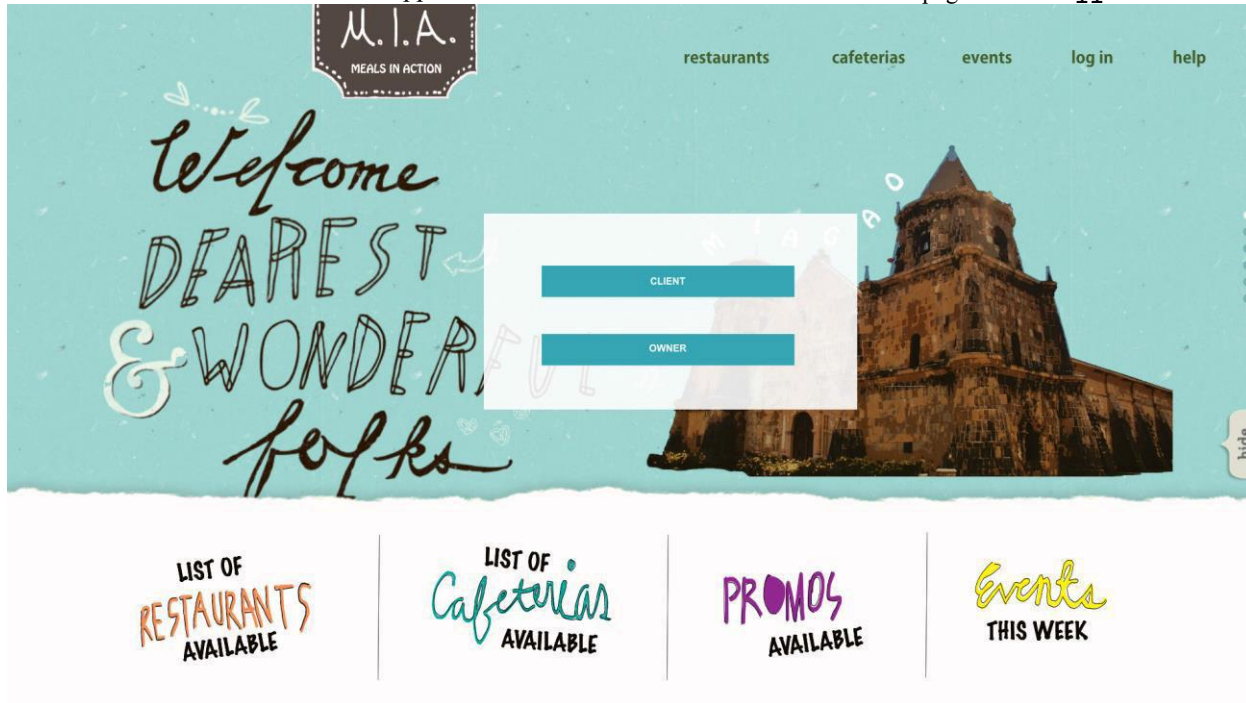 M.I.A.
MEALS IN ACTION
restaurants cafeterias events log in help
Welcome
DEAREST
& WONDERFUL
folks
MIAGAO
CLIENT
OWNER
hide
LIST OF
RESTAURANTS
AVAILABLE
LIST OF
Cafeterias
AVAILABLE
PROMOS
AVAILABLE
Events
THIS WEEK